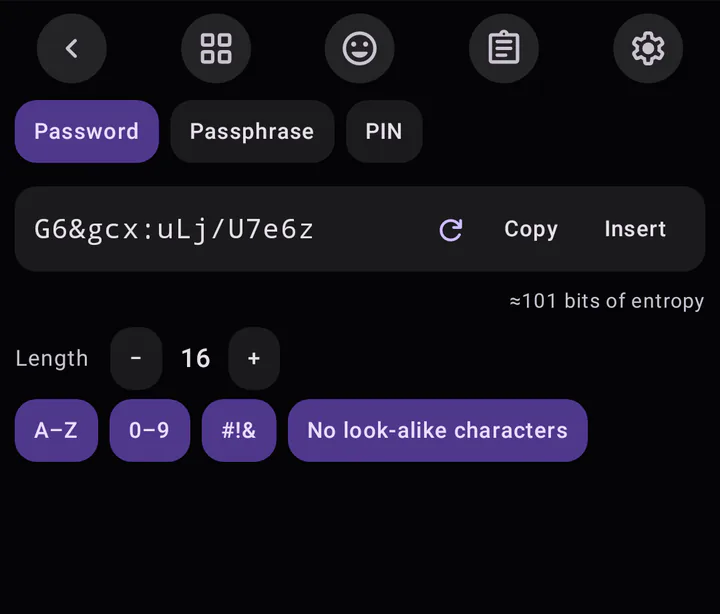 Password Passphrase PIN
G6&gcx:uLj/U7e6z Copy Insert
≈101 bits of entropy
Length - 16 +
A–Z 0–9 #!& No look-alike characters